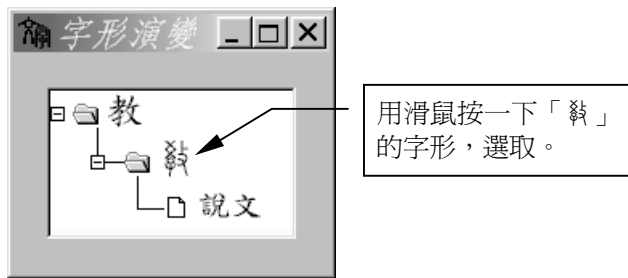 字形演變
教
說文
用滑鼠按一下「」
的字形，選取。